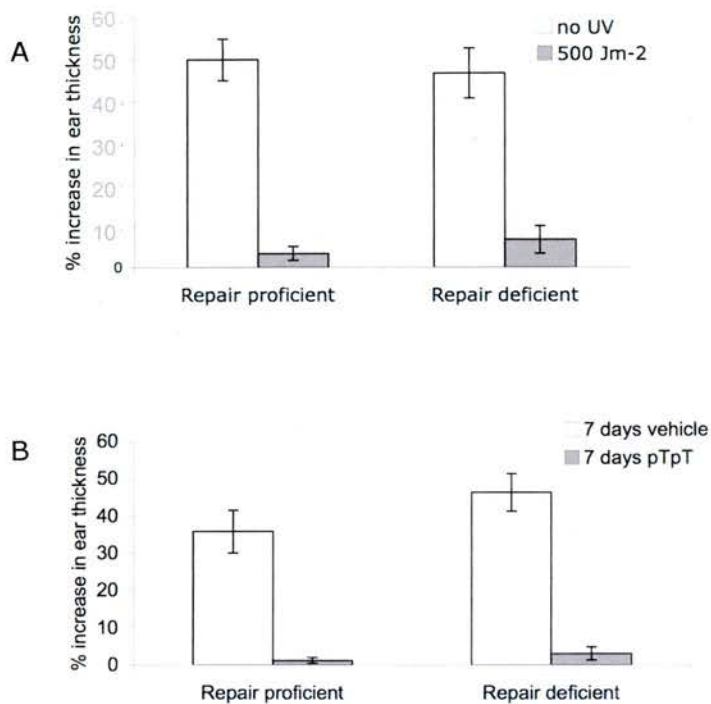 A
% increase in ear thickness
60
50
40
30
20
10
0
no UV
500 Jm-2
Repair proficient
Repair deficient
B
% increase in ear thickness
60
50
40
30
20
10
0
7 days vehicle
7 days pTpT
Repair proficient
Repair deficient